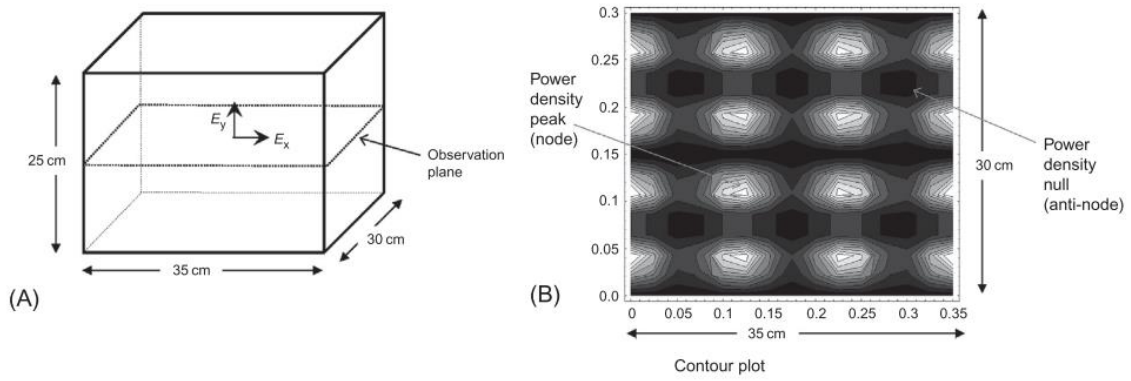 25 cm
E_y
E_x
Observation
plane
30 cm
35 cm
(A)
Power
density
peak
(node)
0.3
0.25
0.2
0.15
0.1
0.05
0.0
0
0.05
0.1
0.15
0.2
0.25
0.3
0.35
35 cm
30 cm
Power
density
null
(anti-node)
(B)
Contour plot